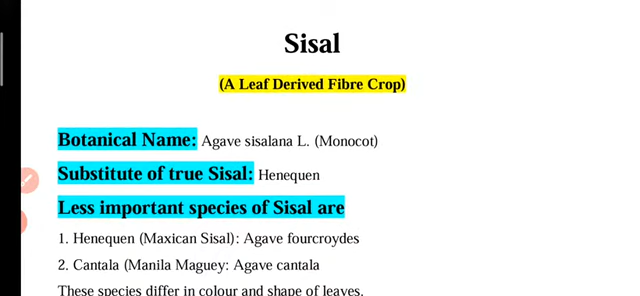 Sisal
(A Leaf Derived Fibre Crop)
Botanical Name: Agave sisalana L. (Monocot)
Substitute of true Sisal: Henequen
Less important species of Sisal are
1. Henequen (Maxican Sisal): Agave fourcroydes
2. Cantala (Manila Maguey: Agave cantala
These species differ in colour and shape of leaves.